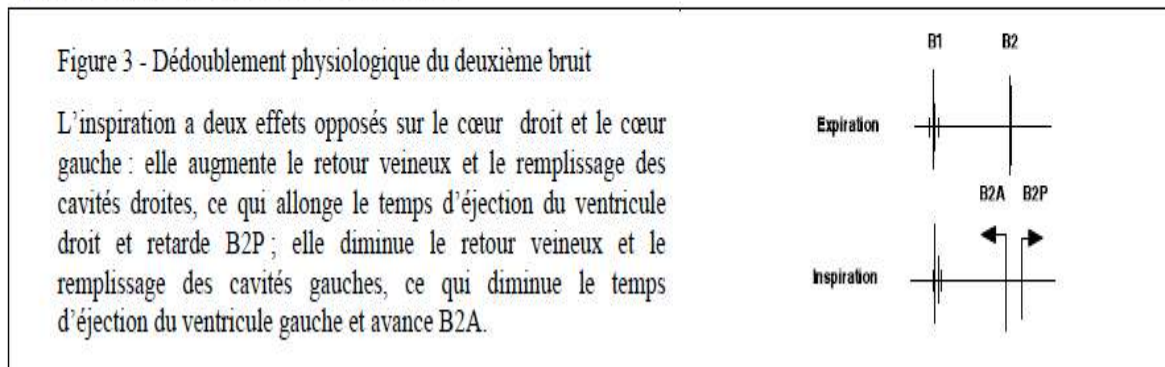 Figure 3 - Dédoublement physiologique du deuxième bruit
L'inspiration a deux effets opposés sur le cœur droit et le cœur
gauche : elle augmente le retour veineux et le remplissage des
cavités droites, ce qui allonge le temps d'éjection du ventricule
droit et retarde B2P ; elle diminue le retour veineux et le
remplissage des cavités gauches, ce qui diminue le temps
d'éjection du ventricule gauche et avance B2A.
B1 B2
Expiration
B2A B2P
Inspiration